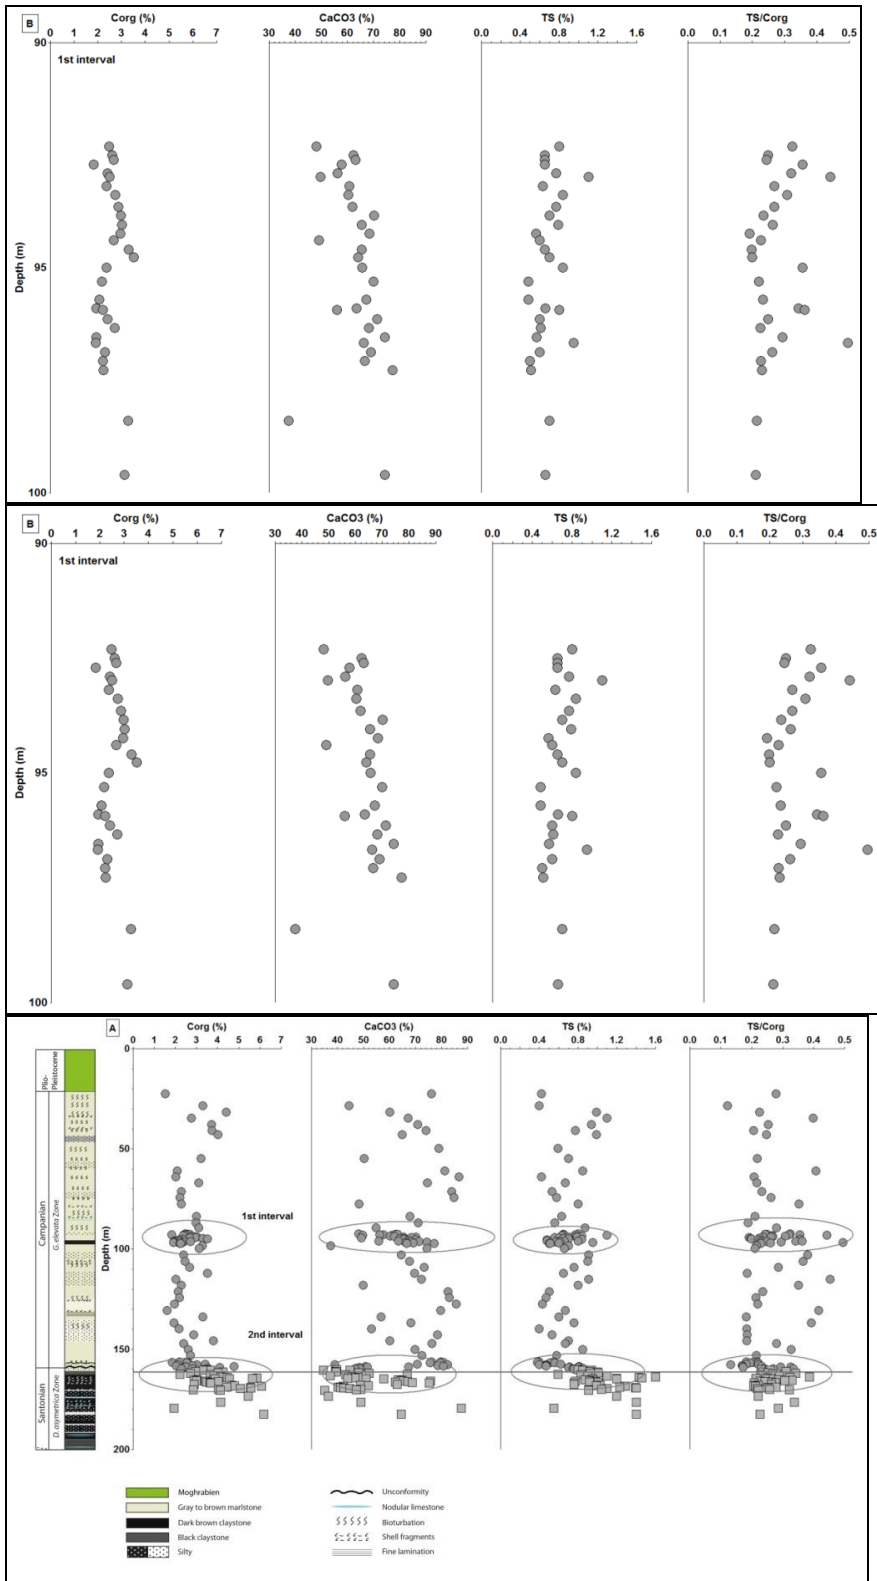 B
Corg (%)
CaCO3 (%)
TS (%)
TS/Corg
0 1 2 3 4 5 6 7
30 40 50 60 70 80 90
0.0 0.4 0.8 1.2 1.6
0.0 0.1 0.2 0.3 0.4 0.5
90
1st interval
Depth (m)
95
100
B
Corg (%)
CaCO3 (%)
TS (%)
TS/Corg
0 1 2 3 4 5 6 7
30 40 50 60 70 80 90
0.0 0.4 0.8 1.2 1.6
0.0 0.1 0.2 0.3 0.4 0.5
90
1st interval
Depth (m)
95
100
A
Corg (%)
CaCO3 (%)
TS (%)
TS/Corg
0 1 2 3 4 5 6 7
30 40 50 60 70 80 90
0.0 0.4 0.8 1.2 1.6
0.0 0.1 0.2 0.3 0.4 0.5
0
Plio-
Pleistocene
50
Campanian
G. elevata Zone
1st interval
Depth (m)
100
2nd interval
150
Santonian
D. asymetrica Zone
200
Moghrabien
Gray to brown marlstone
Dark brown claystone
Black claystone
Silty
Unconformity
Nodular limestone
Bioturbation
Shell fragments
Fine lamination